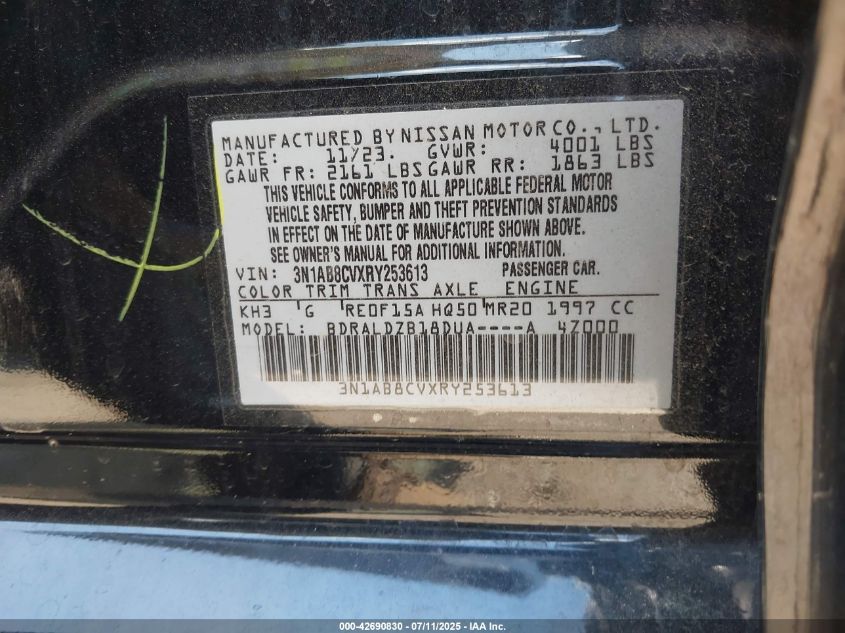 MANUFACTURED BY NISSAN MOTOR CO., LTD.
DATE: 11/23. GVWR: 4001 LBS
GAWR FR: 2161 LBS GAWR RR: 1863 LBS
THIS VEHICLE CONFORMS TO ALL APPLICABLE FEDERAL MOTOR
VEHICLE SAFETY, BUMPER AND THEFT PREVENTION STANDARDS
IN EFFECT ON THE DATE OF MANUFACTURE SHOWN ABOVE.
SEE OWNER'S MANUAL FOR ADDITIONAL INFORMATION.
VIN: 3N1AB8CVXRY253613 PASSENGER CAR.
COLOR TRIM TRANS AXLE ENGINE
KH3 G RE0F15A HQ50 MR20 1997 CC
MODEL: BDRALDZB18DUA----A 47000
3N1AB8CVXRY253613
000-42690830 - 07/11/2025 - IAA Inc.